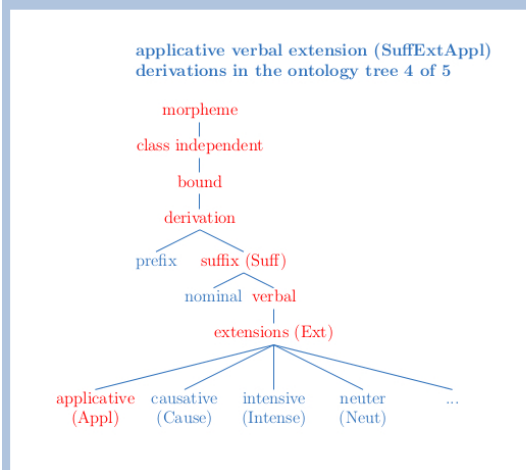 applicative verbal extension (SuffExtAppl)
derivations in the ontology tree 4 of 5
morpheme
class independent
bound
derivation
prefix suffix (Suff)
nominal verbal
extensions (Ext)
applicative causative intensive neuter ...
(Appl) (Cause) (Intense) (Neut)